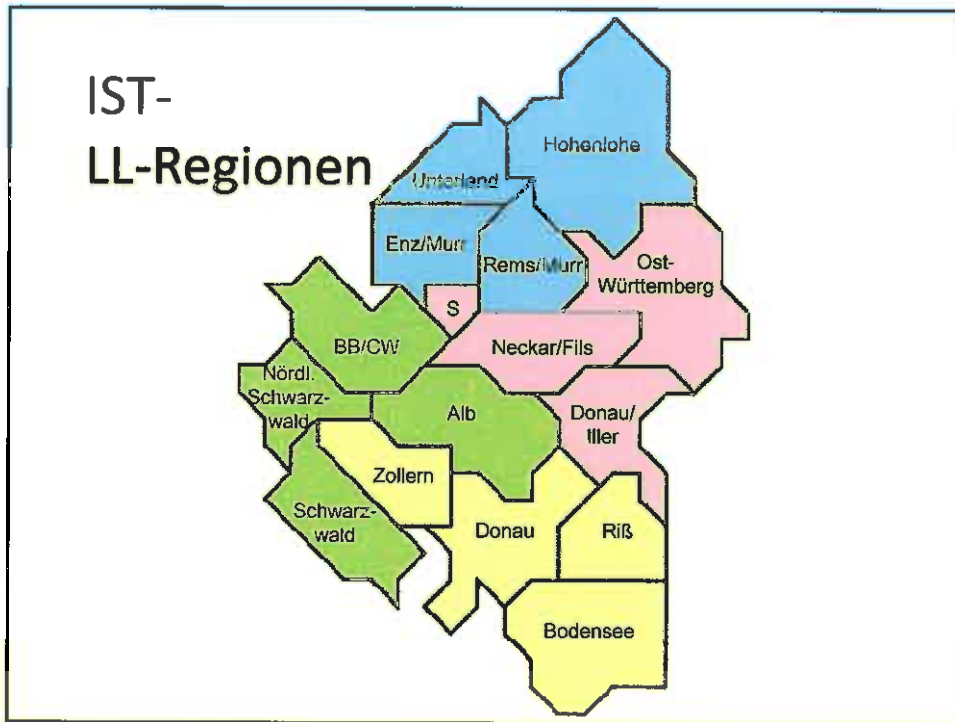 IST-
LL-Regionen
Hohenlohe
Unterland
Enz/Murr
Rems/Murr
Ost-
Württemberg
S
BB/CW
Neckar/Fils
Nördl.
Schwarz-
wald
Alb
Donau/
Iller
Zollern
Schwarz-
wald
Donau
Riß
Bodensee